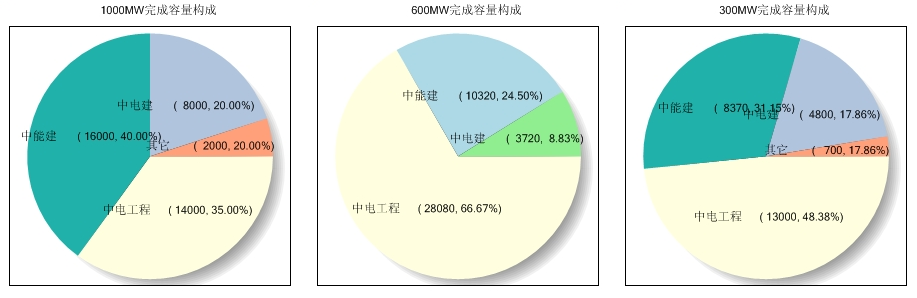 1000MW完成容量构成
中电建 ( 8000, 20.00%)
中能建 ( 16000, 40.00%)
其它 ( 2000, 20.00%)
中电工程 ( 14000, 35.00%)
600MW完成容量构成
中能建 ( 10320, 24.50%)
中电建 ( 3720, 8.83%)
中电工程 ( 28080, 66.67%)
300MW完成容量构成
中能建 ( 8370, 31.15%)
中电建 ( 4800, 17.86%)
其它 ( 700, 17.86%)
中电工程 ( 13000, 48.38%)